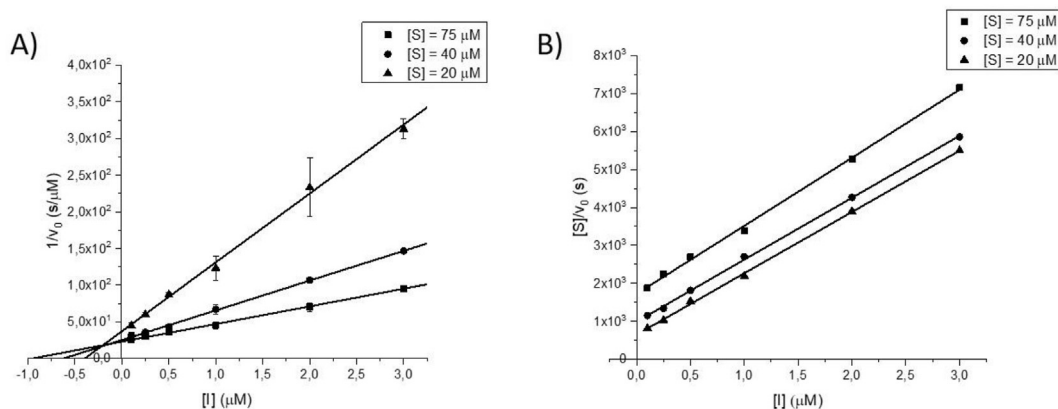 A)
[S] = 75 μM
[S] = 40 μM
[S] = 20 μM
4,0x10²
3,5x10²
3,0x10²
2,5x10²
2,0x10²
1,5x10²
1,0x10²
5,0x10¹
0,0
1/v₀ (s/μM)
-1,0 -0,5 0,0 0,5 1,0 1,5 2,0 2,5 3,0
[I] (μM)
B)
[S] = 75 μM
[S] = 40 μM
[S] = 20 μM
8x10³
7x10³
6x10³
5x10³
4x10³
3x10³
2x10³
1x10³
0
[S]/v₀ (s)
0,0 0,5 1,0 1,5 2,0 2,5 3,0
[I] (μM)